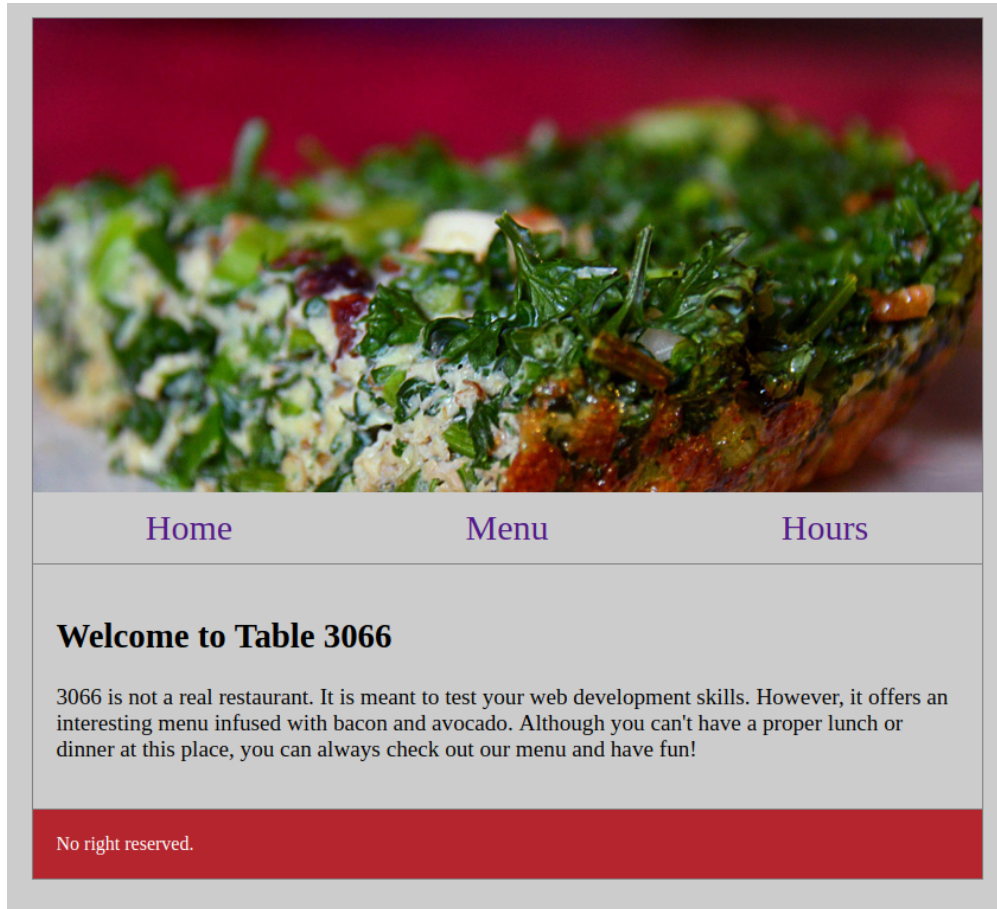 Home Menu Hours
Welcome to Table 3066
3066 is not a real restaurant. It is meant to test your web development skills. However, it offers an
interesting menu infused with bacon and avocado. Although you can't have a proper lunch or
dinner at this place, you can always check out our menu and have fun!
No right reserved.